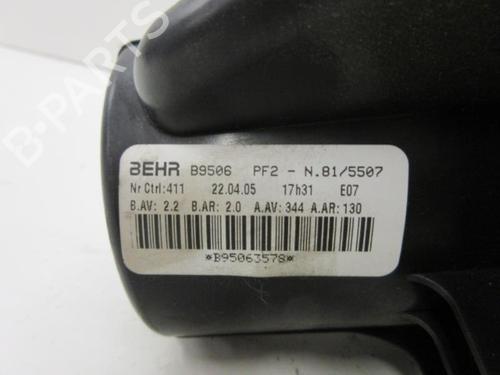 B-PARTS
BEHR B9506 PF2 - N.81/5507
Nr Ctrl:411 22.04.05 17h31 E07
B.AV: 2.2 B.AR: 2.0 A.AV: 344 A.AR: 130
*B95063578*